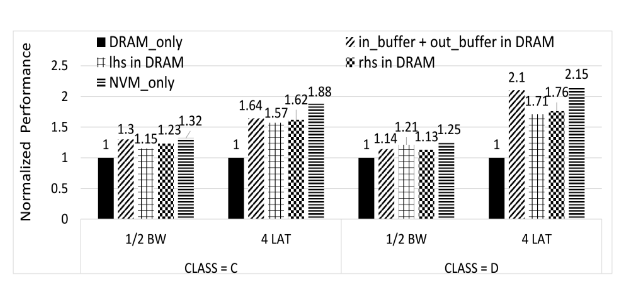 DRAM_only
in_buffer + out_buffer in DRAM
lhs in DRAM
rhs in DRAM
NVM_only
Normalized Performance
2.5
2
1.5
1
0.5
0
1 1.3 1.15 1.23 1.32
1 1.64 1.57 1.62 1.88
1 1.14 1.21 1.13 1.25
1 2.1 1.71 1.76 2.15
1/2 BW 4 LAT 1/2 BW 4 LAT
CLASS = C CLASS = D